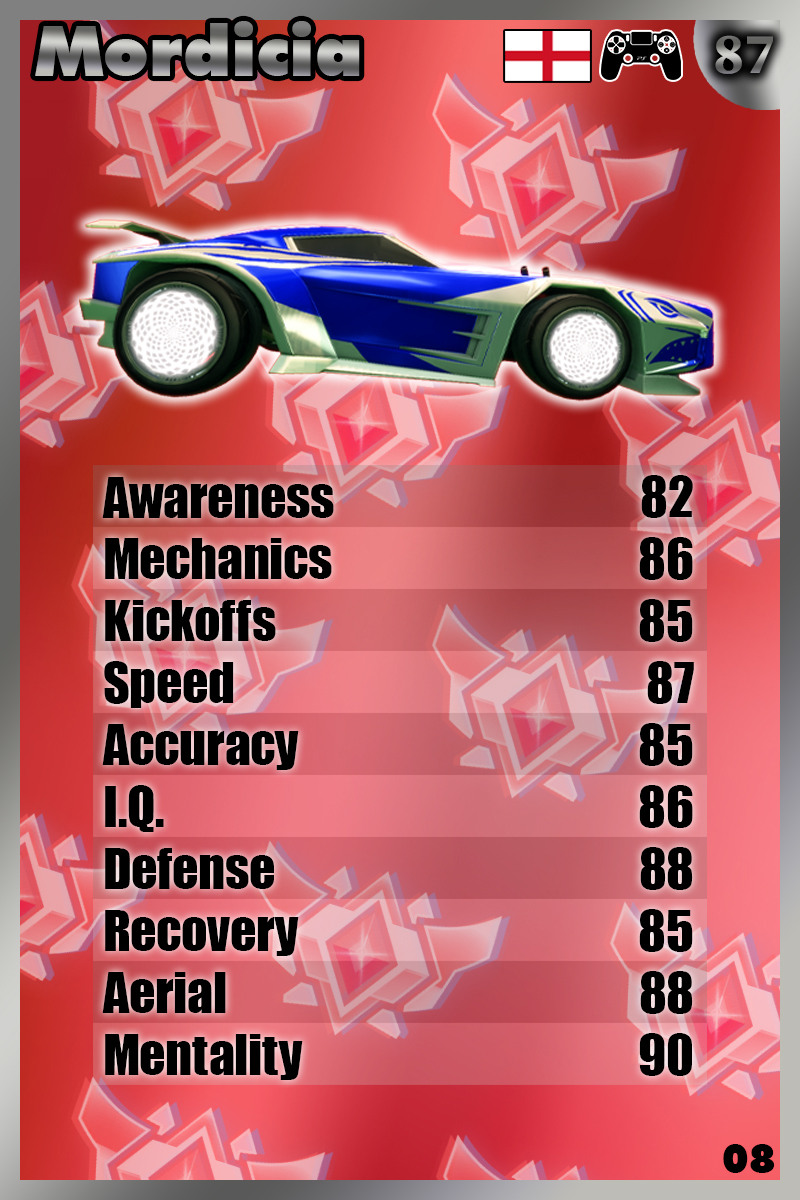 Mordicia 87
Awareness 82
Mechanics 86
Kickoffs 85
Speed 87
Accuracy 85
I.Q. 86
Defense 88
Recovery 85
Aerial 88
Mentality 90
08